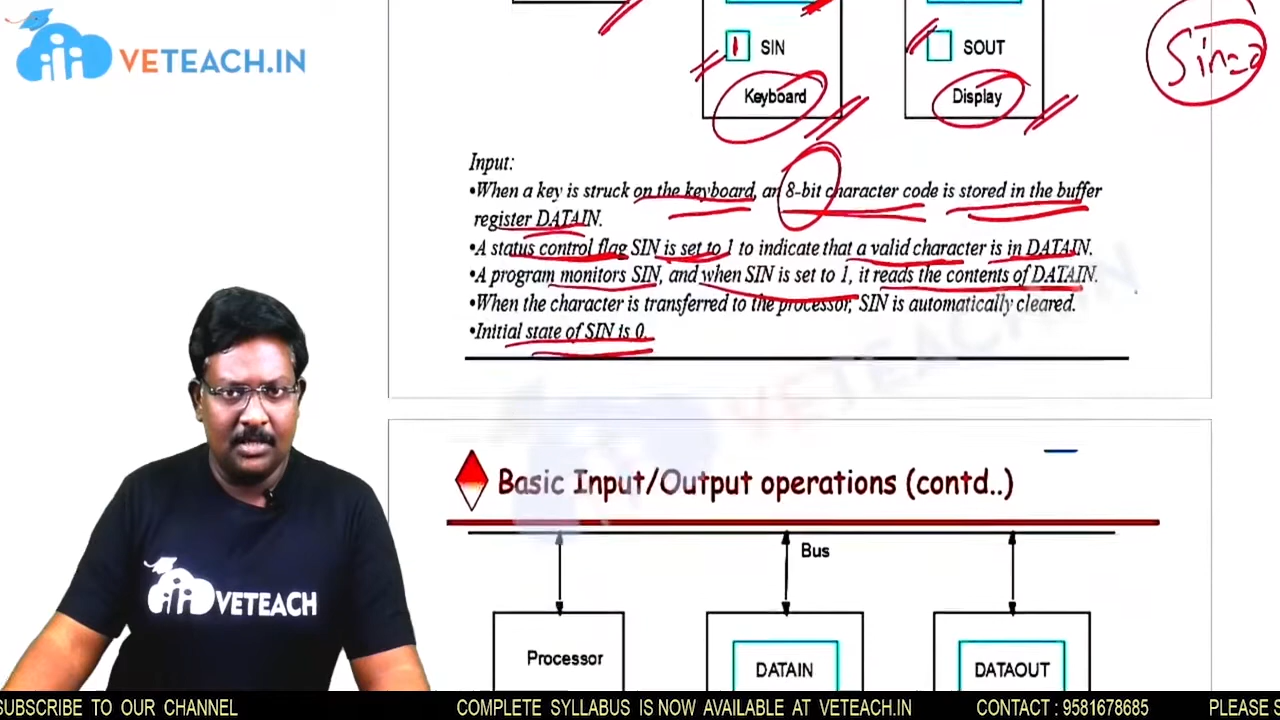 VETEACH.IN
SIN
SOUT
Sin=0
Keyboard
Display
Input:
•When a key is struck on the keyboard, an 8-bit character code is stored in the buffer
register DATAIN.
•A status control flag SIN is set to 1 to indicate that a valid character is in DATAIN.
•A program monitors SIN, and when SIN is set to 1, it reads the contents of DATAIN.
•When the character is transferred to the processor, SIN is automatically cleared.
•Initial state of SIN is 0.
VETEACH.IN
Basic Input/Output operations (contd..)
Bus
Processor
DATAIN
DATAOUT
VETEACH
SUBSCRIBE TO OUR CHANNEL
COMPLETE SYLLABUS IS NOW AVAILABLE AT VETEACH.IN
CONTACT : 9581678685
PLEASE S